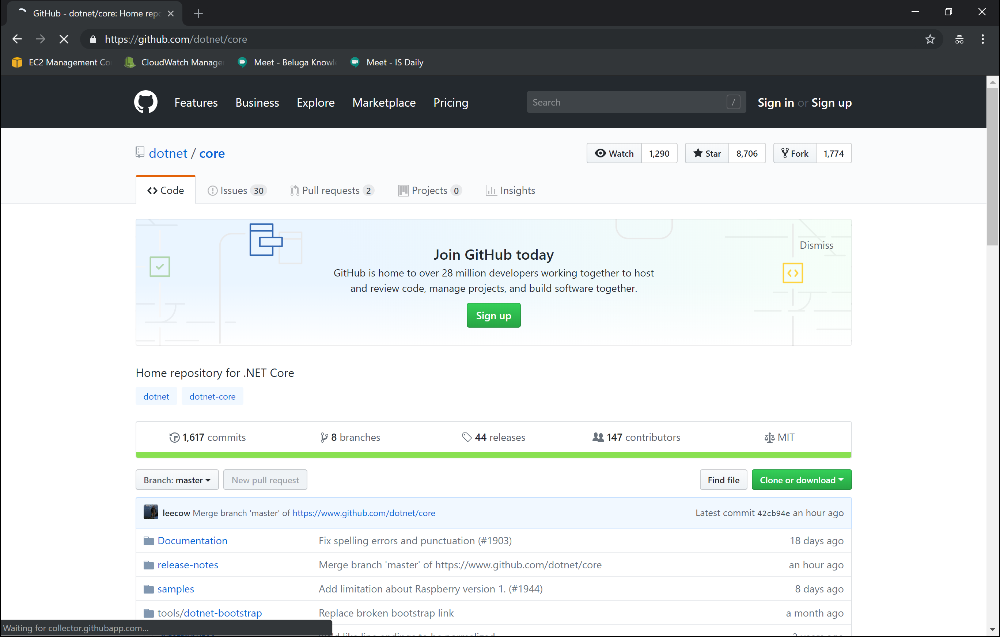 GitHub - dotnet/core: Home repo
https://github.com/dotnet/core
EC2 Management Co
CloudWatch Manage
Meet - Beluga Knowl
Meet - IS Daily
Features
Business
Explore
Marketplace
Pricing
Search /
Sign in or Sign up
dotnet / core
Watch 1,290
Star 8,706
Fork 1,774
Code
Issues 30
Pull requests 2
Projects 0
Insights
Dismiss
Join GitHub today
GitHub is home to over 28 million developers working together to host
and review code, manage projects, and build software together.
Sign up
Home repository for .NET Core
dotnet dotnet-core
1,617 commits
8 branches
44 releases
147 contributors
MIT
Branch: master
New pull request
Find file
Clone or download
leecow Merge branch 'master' of https://www.github.com/dotnet/core
Latest commit 42cb94e an hour ago
Documentation Fix spelling errors and punctuation (#1903) 18 days ago
release-notes Merge branch 'master' of https://www.github.com/dotnet/core an hour ago
samples Add limitation about Raspberry version 1. (#1944) 8 days ago
tools/dotnet-bootstrap Replace broken bootstrap link a month ago
Waiting for collector.githubapp.com...